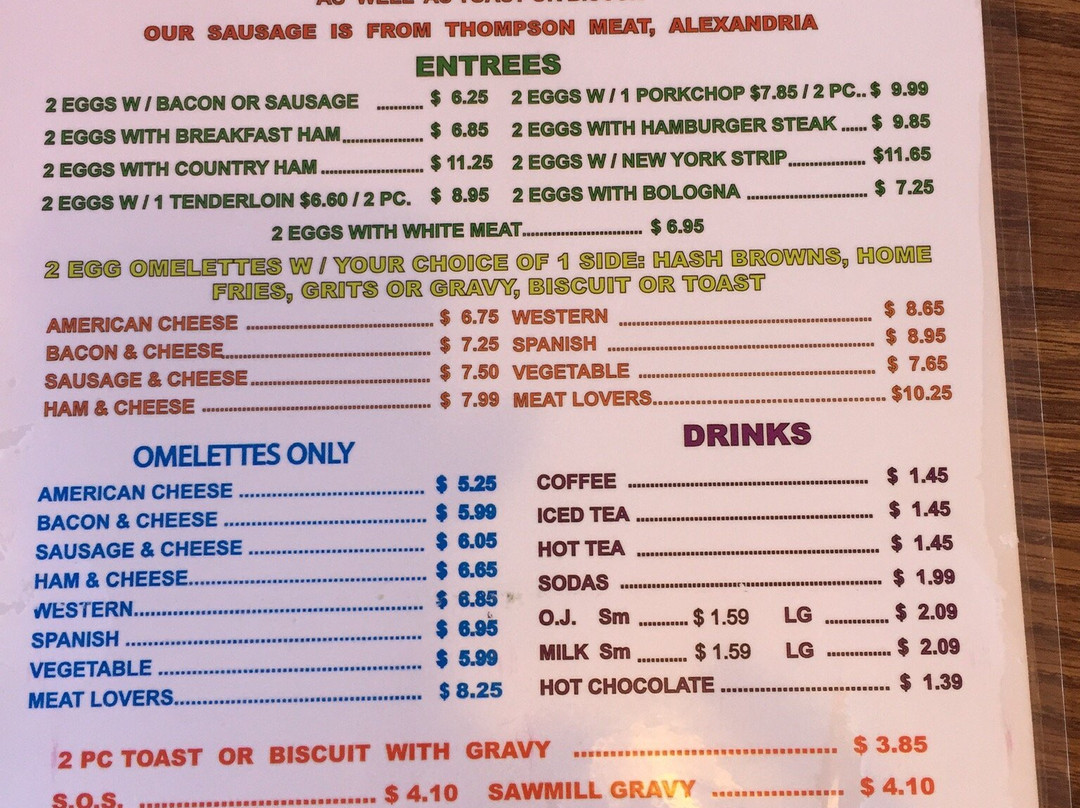 AS WELL AS TOAST OR
OUR SAUSAGE IS FROM THOMPSON MEAT, ALEXANDRIA
ENTREES
2 EGGS W / BACON OR SAUSAGE .......... $ 6.25
2 EGGS WITH BREAKFAST HAM.................. $ 6.85
2 EGGS WITH COUNTRY HAM ....................... $ 11.25
2 EGGS W / 1 TENDERLOIN $6.60 / 2 PC. $ 8.95
2 EGGS W / 1 PORKCHOP $7.85 / 2 PC.. $ 9.99
2 EGGS WITH HAMBURGER STEAK ...... $ 9.85
2 EGGS W / NEW YORK STRIP................. $11.65
2 EGGS WITH BOLOGNA ........................... $ 7.25
2 EGGS WITH WHITE MEAT........................... $ 6.95
2 EGG OMELETTES W / YOUR CHOICE OF 1 SIDE: HASH BROWNS, HOME
FRIES, GRITS OR GRAVY, BISCUIT OR TOAST
AMERICAN CHEESE ........................................ $ 6.75
BACON & CHEESE............................................ $ 7.25
SAUSAGE & CHEESE ...................................... $ 7.50
HAM & CHEESE ................................................ $ 7.99
WESTERN ........................................................ $ 8.65
SPANISH .......................................................... $ 8.95
VEGETABLE .................................................... $ 7.65
MEAT LOVERS.................................................. $10.25
OMELETTES ONLY
AMERICAN CHEESE ........................................ $ 5.25
BACON & CHEESE .......................................... $ 5.99
SAUSAGE & CHEESE ..................................... $ 6.05
HAM & CHEESE.................................................. $ 6.65
WESTERN............................................................ $ 6.85
SPANISH .............................................................. $ 6.95
VEGETABLE ........................................................ $ 5.99
MEAT LOVERS..................................................... $ 8.25
DRINKS
COFFEE .................................................... $ 1.45
ICED TEA .................................................. $ 1.45
HOT TEA ................................................... $ 1.45
SODAS ...................................................... $ 1.99
O.J. Sm .......... $ 1.59 LG ............. $ 2.09
MILK Sm .......... $ 1.59 LG ............. $ 2.09
HOT CHOCOLATE ................................... $ 1.39
2 PC TOAST OR BISCUIT WITH GRAVY .................................. $ 3.85
S.O.S. .............................. $ 4.10 SAWMILL GRAVY ................. $ 4.10